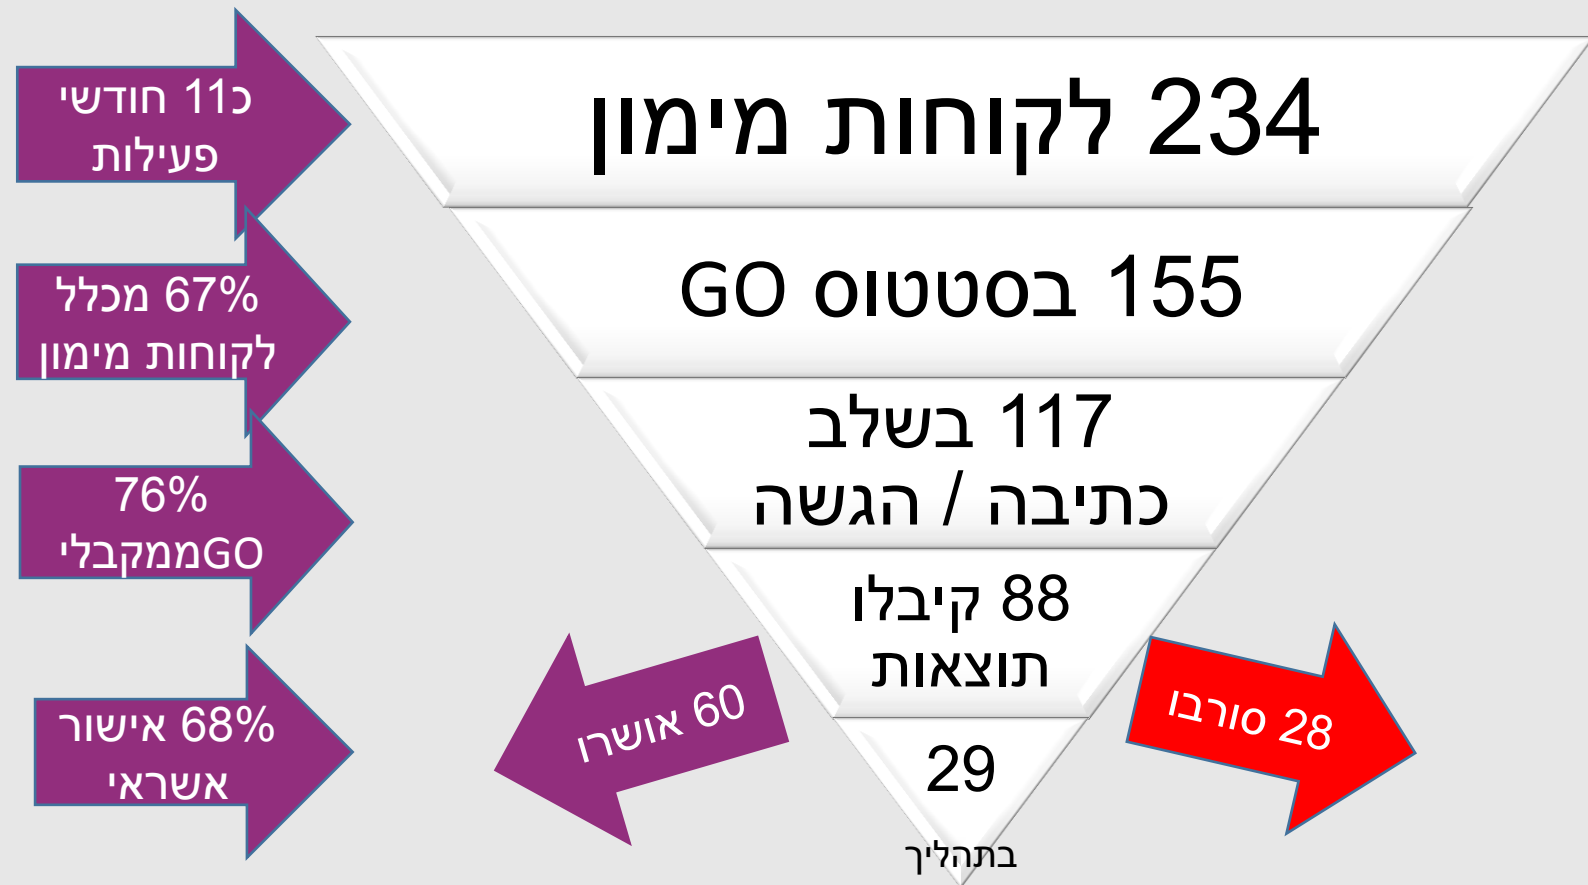 כ11 חודשי
פעילות
234 לקוחות מימון
67% מכלל
לקוחות מימון
155 בסטטוס GO
76%
ממקבליGO
117 בשלב
כתיבה / הגשה
88 קיבלו
תוצאות
28 סורבו
60 אושרו
68% אישור
אשראי
29
בתהליך